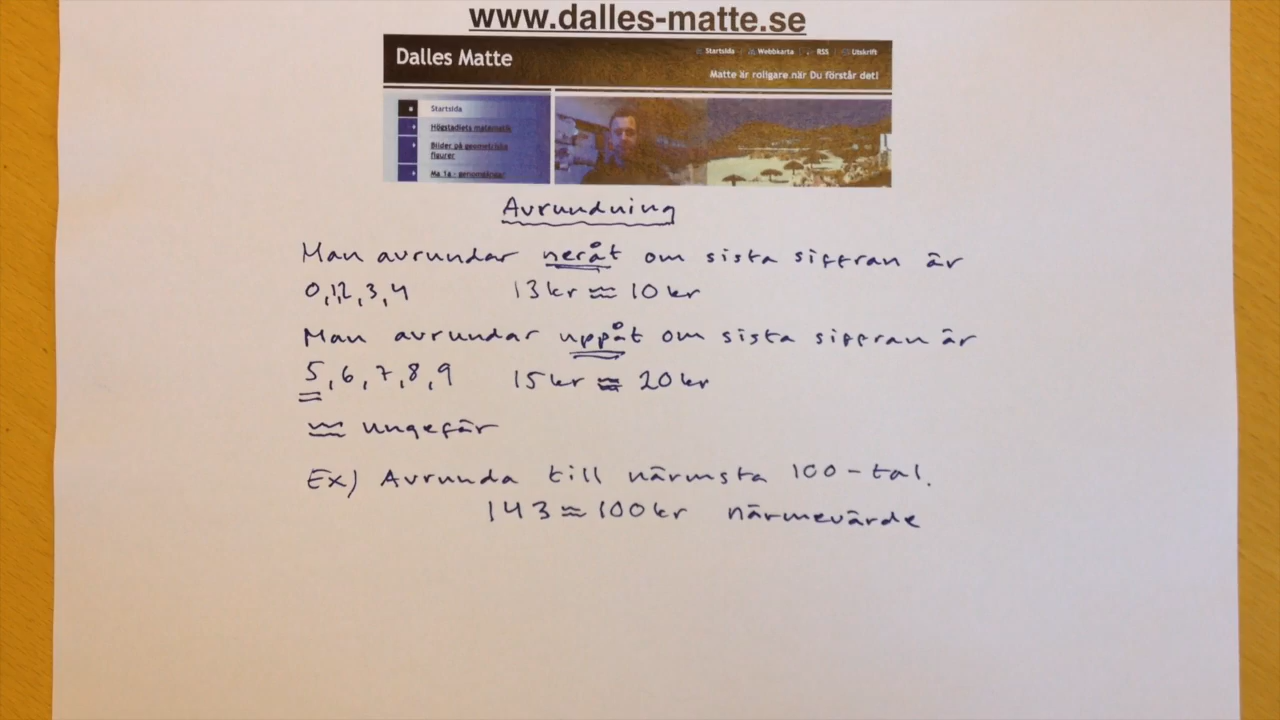 www.dalles-matte.se
Dalles Matte
Startsida Webbkarta RSS Utskrift
Matte är roligare när Du förstår det!
Startsida
Högstadiets matematik
Bilder på geometriska
figurer
Ma 1a - genomgångar
Avrundning
Man avrundar neråt om sista siffran är
0,1,2,3,4 13kr ≈ 10kr
Man avrundar uppåt om sista siffran är
5,6,7,8,9 15kr ≈ 20kr
≈ ungefär
Ex) Avrunda till närmsta 100-tal.
143 ≈ 100kr närmevärde